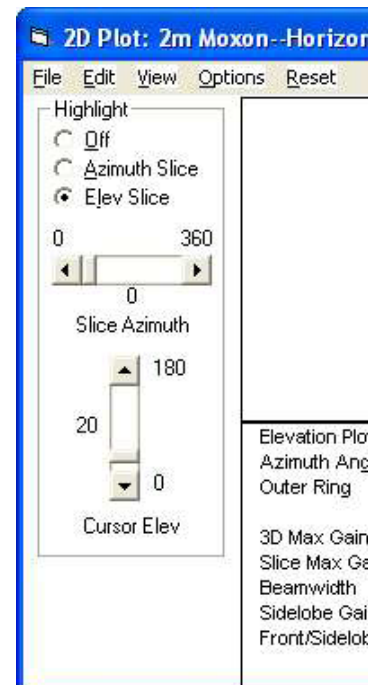 2D Plot: 2m Moxon--Horizon
File Edit View Options Reset
Highlight
Off
Azimuth Slice
Elev Slice
0 360
0
Slice Azimuth
180
20
0
Cursor Elev
Elevation Plo
Azimuth Ang
Outer Ring
3D Max Gain
Slice Max Ga
Beamwidth
Sidelobe Gai
Front/Sidelob